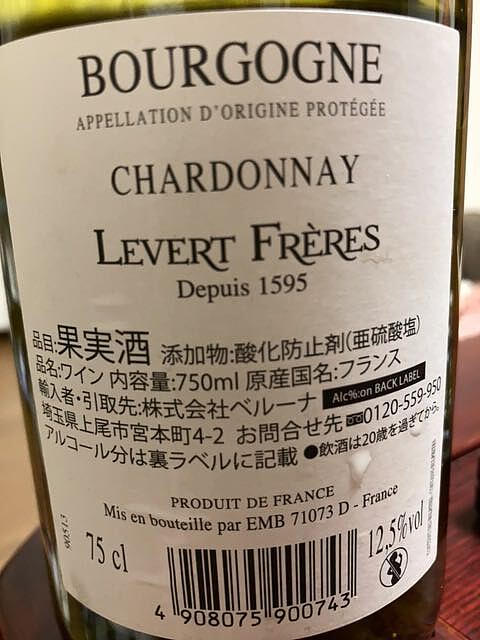 BOURGOGNE
APPELLATION D'ORIGINE PROTÉGÉE
CHARDONNAY
LEVERT FRÈRES
Depuis 1595
品目:果実酒 添加物:酸化防止剤(亜硫酸塩)
品名:ワイン 内容量:750ml 原産国名:フランス
輸入者・引取先:株式会社ベルーナ Alc%:on BACK LABEL
埼玉県上尾市宮本町4-2 お問合せ先 0120-559-950
アルコール分は裏ラベルに記載 ●飲酒は20歳を過ぎてから。
PRODUIT DE FRANCE
Mis en bouteille par EMB 71073 D - France
90513
75 cl
12,5%vol
4 908075 900743